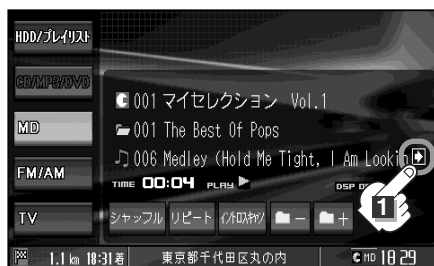 HDD/プレイリスト
CD/MP3/DVD
MD
FM/AM
TV
001 マイセレクション Vol.1
001 The Best Of Pops
006 Medley (Hold Me Tight, I Am Lookin
TIME 00:04 PLAY
DSP
1
シャッフル リピート イントロスキャン - +
1.1km 18:31着 東京都千代田区丸の内 MD 18:29